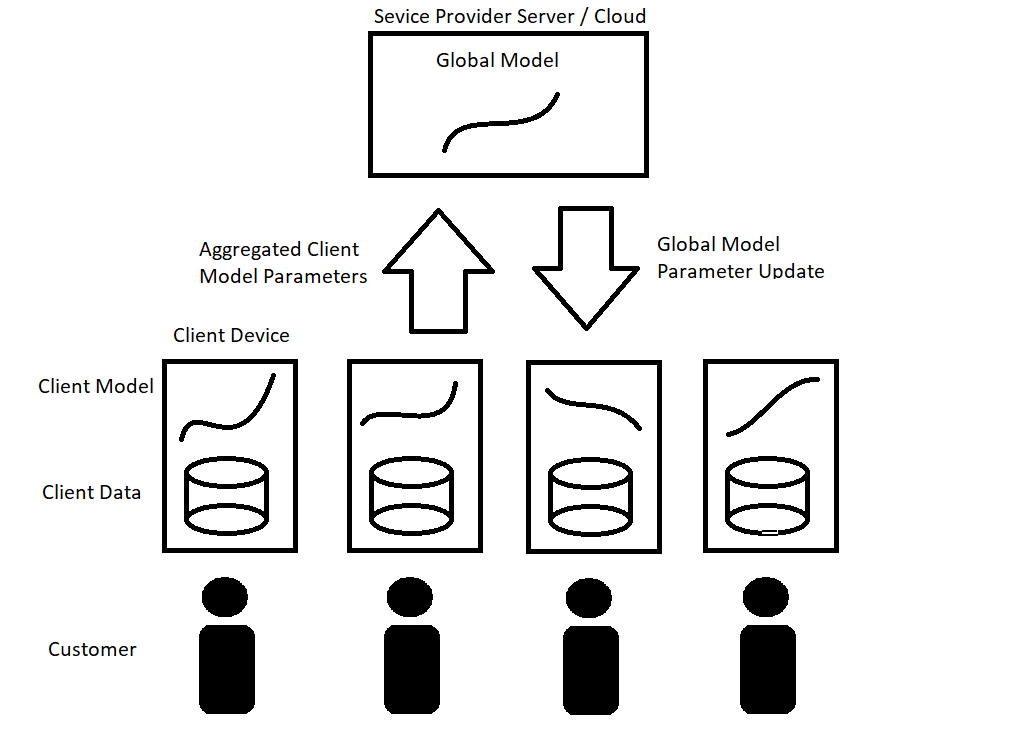 Sevice Provider Server / Cloud
Global Model
Aggregated Client
Model Parameters
Global Model
Parameter Update
Client Device
Client Model
Client Data
Customer